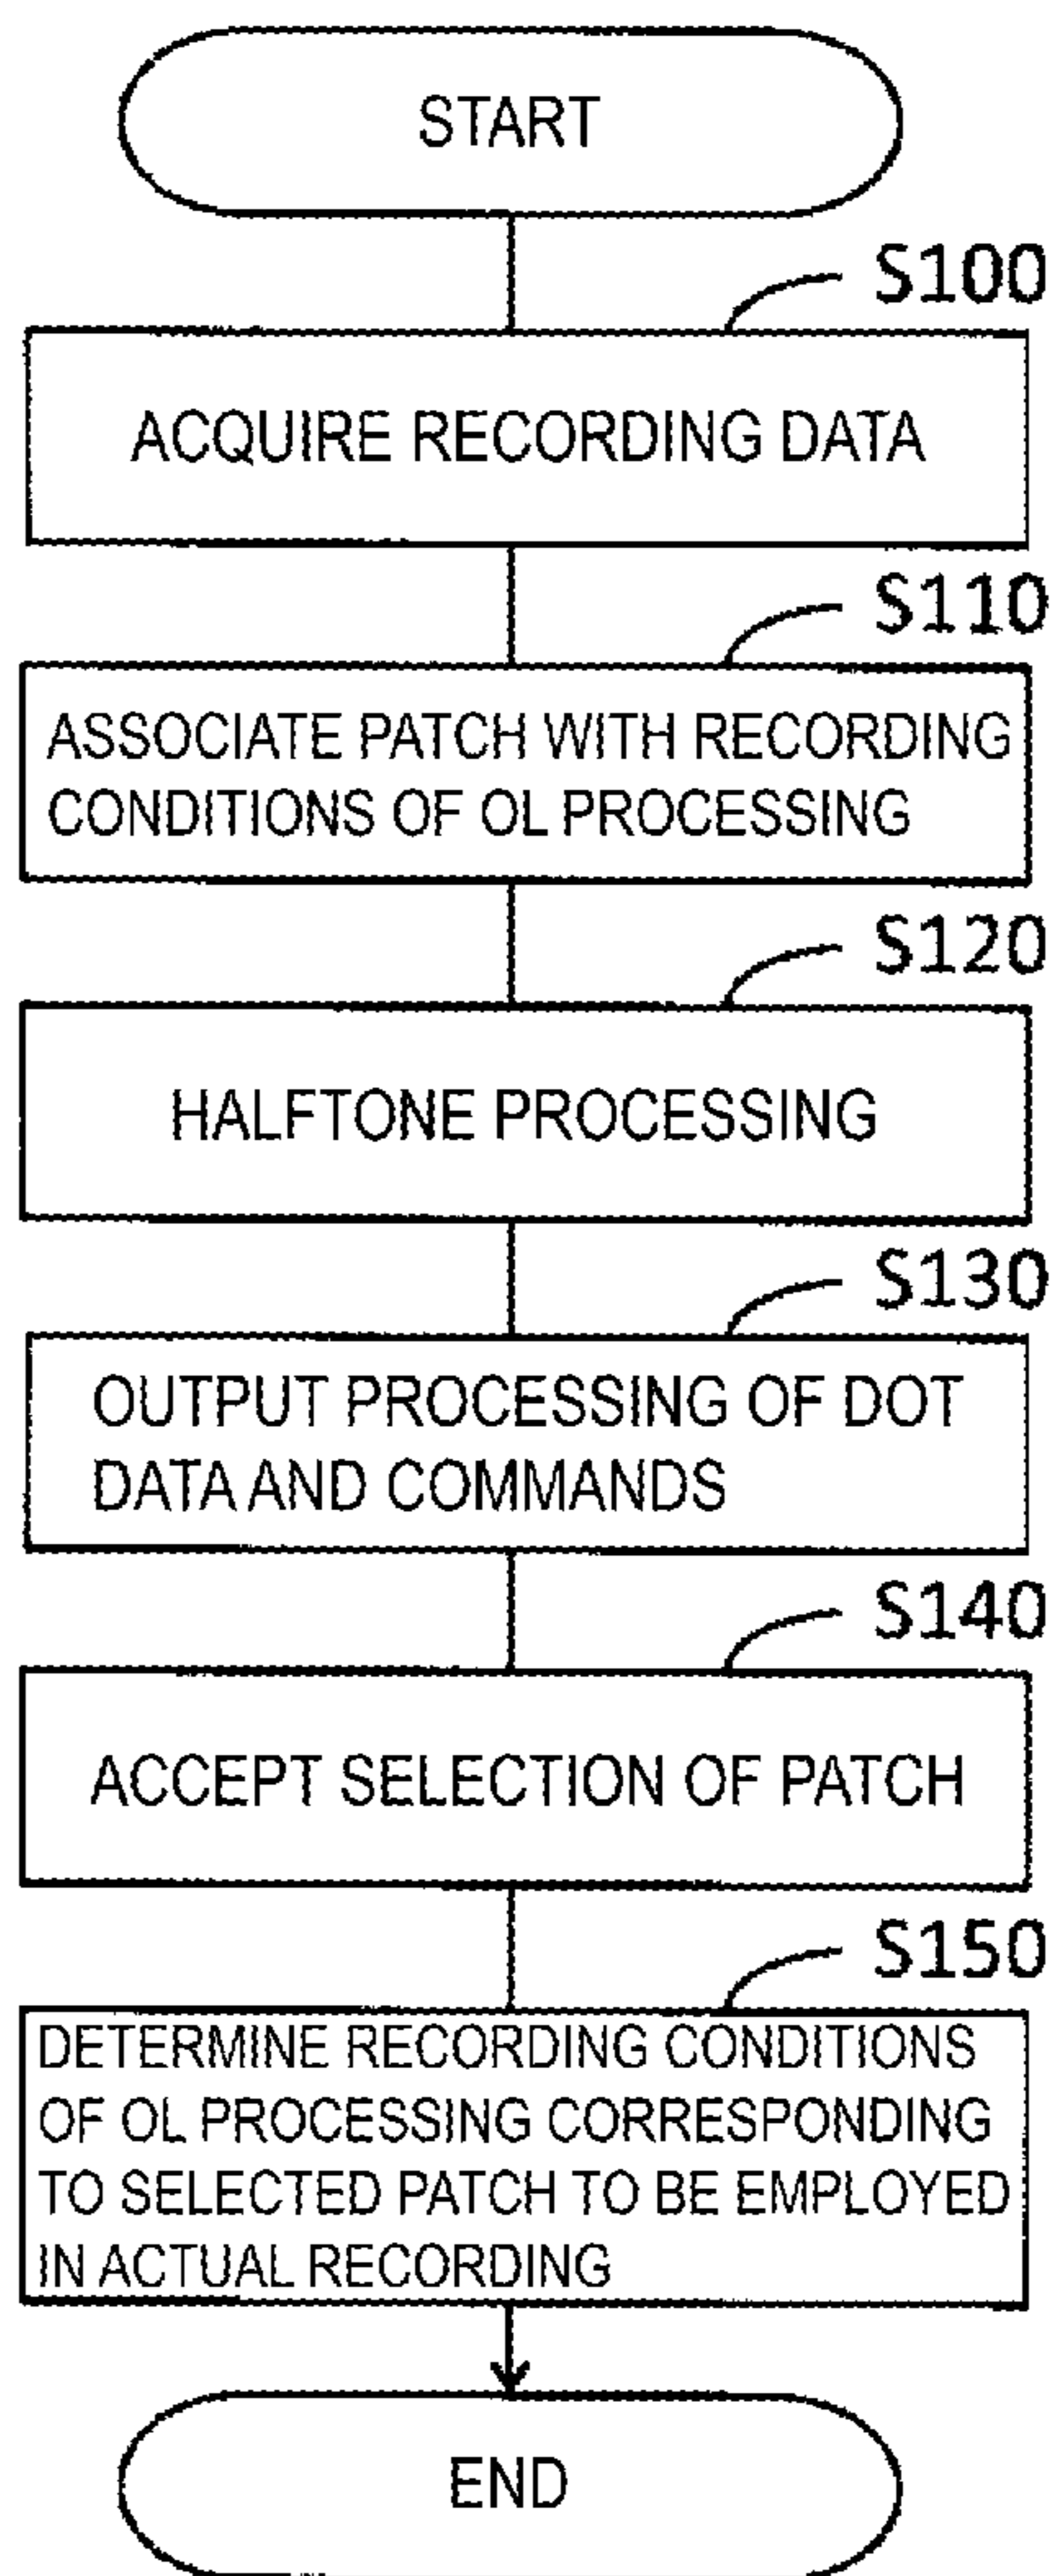 START
S100
ACQUIRE RECORDING DATA
S110
ASSOCIATE PATCH WITH RECORDING
CONDITIONS OF OL PROCESSING
S120
HALFTONE PROCESSING
S130
OUTPUT PROCESSING OF DOT
DATA AND COMMANDS
S140
ACCEPT SELECTION OF PATCH
S150
DETERMINE RECORDING CONDITIONS
OF OL PROCESSING CORRESPONDING
TO SELECTED PATCH TO BE EMPLOYED
IN ACTUAL RECORDING
END